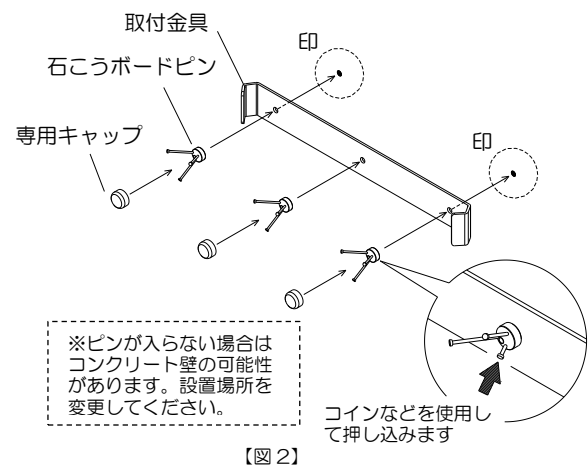 取付金具
印
石こうボードピン
専用キャップ
印
※ピンが入らない場合は
コンクリート壁の可能性
があります。設置場所を
変更してください。
コインなどを使用し
て押し込みます
【図2】